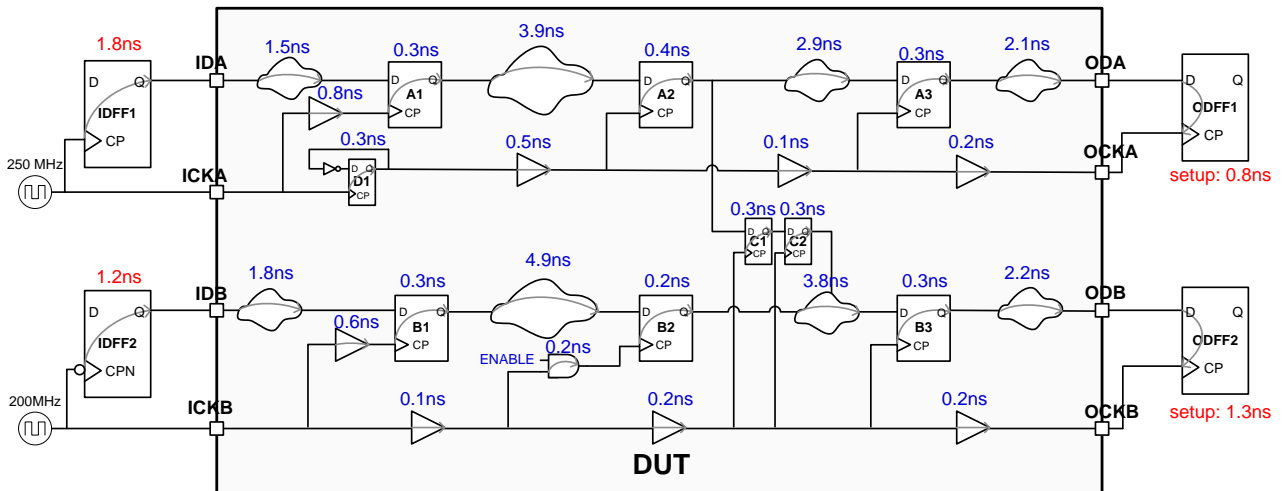 3.9ns
1.8ns
IDA
1.5ns
0.3ns
0.4ns
2.9ns
0.3ns
2.1ns
ODA
D Q
IDFF1
CP
0.8ns
D Q
A1
CP
D Q
A2
CP
D Q
A3
CP
D Q
ODFF1
CP
250 MHz
ICKA
0.3ns
D Q
D1
CP
0.5ns
0.1ns
0.2ns
OCKA
setup: 0.8ns
0.3ns 0.3ns
D Q
C1
CP
D Q
C2
CP
1.2ns
IDB
1.8ns
0.3ns
4.9ns
0.2ns
3.8ns
0.3ns
2.2ns
ODB
D Q
IDFF2
CPN
0.6ns
D Q
B1
CP
ENABLE
0.2ns
D Q
B2
CP
D Q
B3
CP
D Q
ODFF2
CP
200MHz
ICKB
0.1ns
0.2ns
0.2ns
OCKB
setup: 1.3ns
DUT